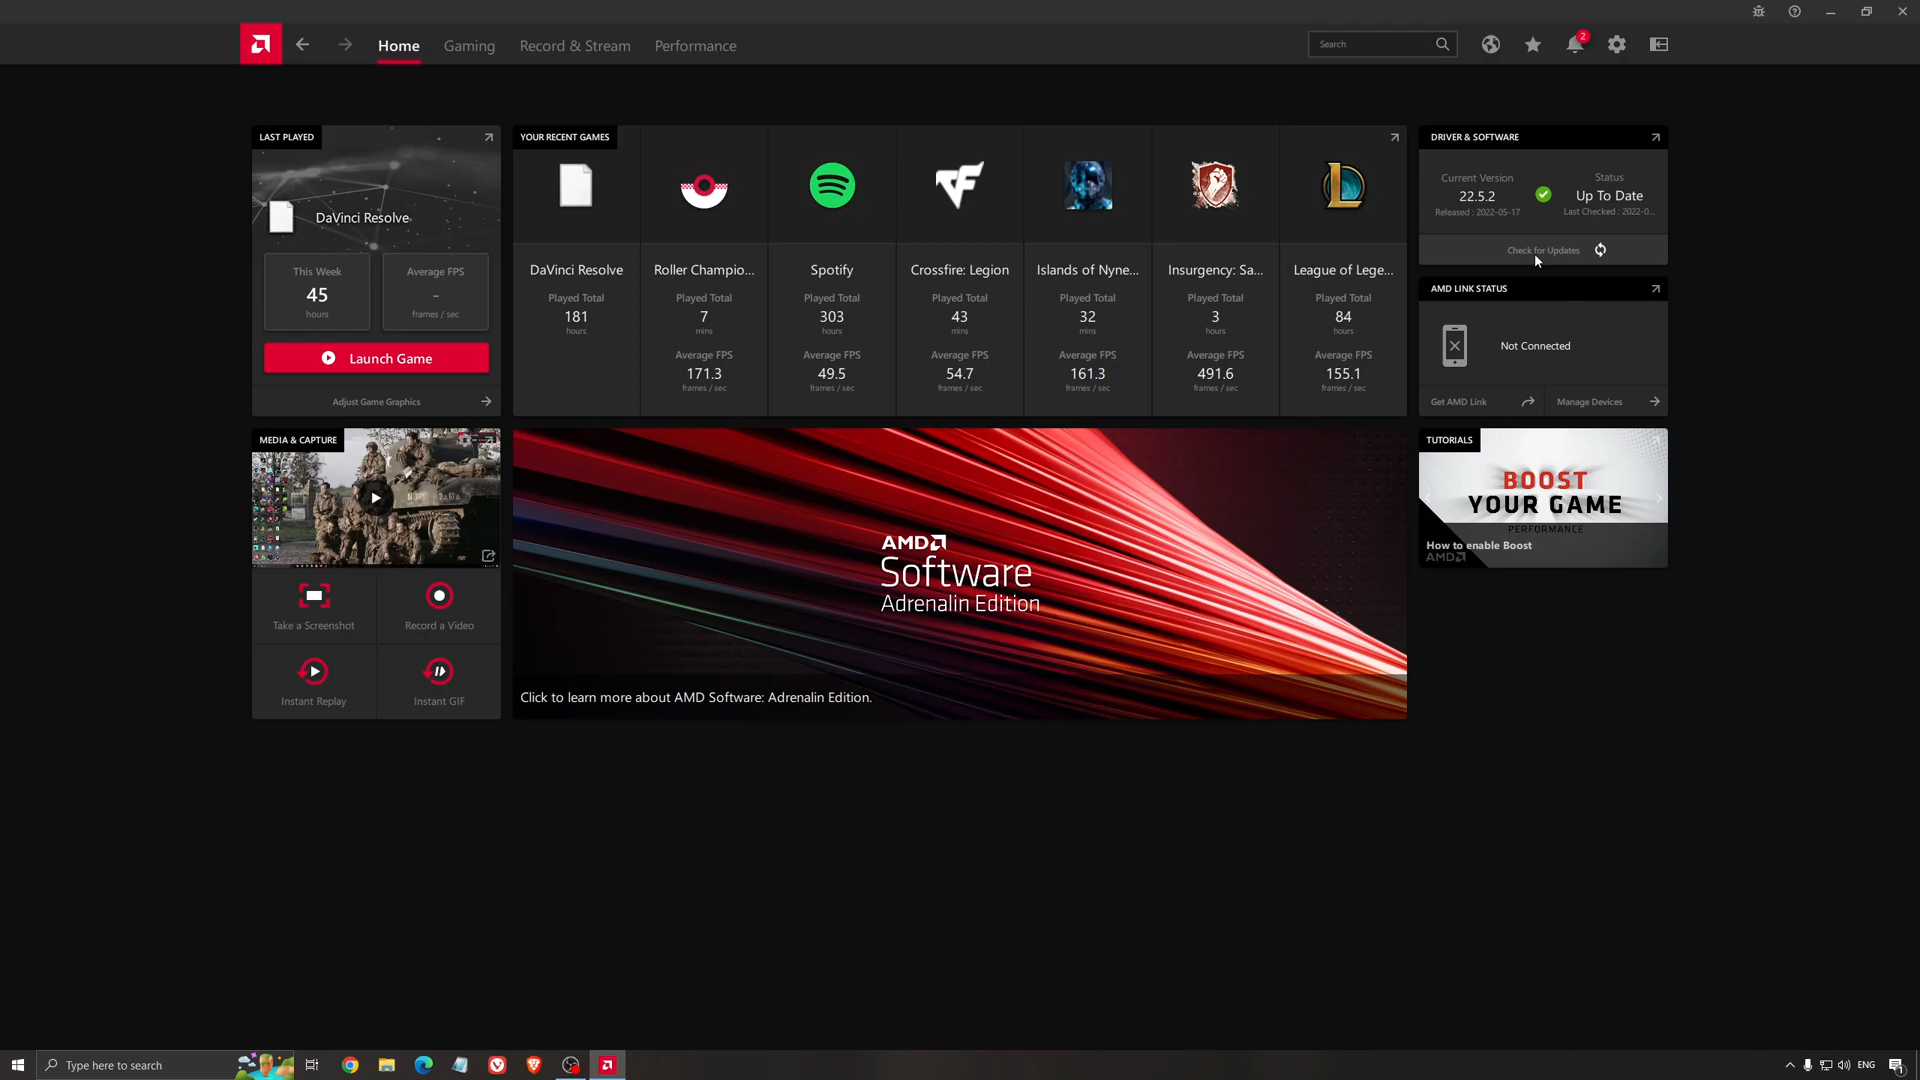 Home
Gaming
Record & Stream
Performance
Search
2
LAST PLAYED
DaVinci Resolve
This Week
45
hours
Average FPS
–
frames / sec
Launch Game
Adjust Game Graphics
YOUR RECENT GAMES
DaVinci Resolve
Played Total
181
hours
Roller Champio...
Played Total
7
mins
Average FPS
171.3
frames / sec
Spotify
Played Total
303
hours
Average FPS
49.5
frames / sec
Crossfire: Legion
Played Total
43
mins
Average FPS
54.7
frames / sec
Islands of Nyne...
Played Total
32
mins
Average FPS
161.3
frames / sec
Insurgency: Sa...
Played Total
3
hours
Average FPS
491.6
frames / sec
League of Lege...
Played Total
84
hours
Average FPS
155.1
frames / sec
DRIVER & SOFTWARE
Current Version
22.5.2
Released : 2022-05-17
Status
Up To Date
Last Checked : 2022-0...
Check for Updates
AMD LINK STATUS
Not Connected
Get AMD Link
Manage Devices
MEDIA & CAPTURE
Take a Screenshot
Record a Video
Instant Replay
Instant GIF
AMD
Software
Adrenalin Edition
Click to learn more about AMD Software: Adrenalin Edition.
TUTORIALS
BOOST
YOUR GAME
PERFORMANCE
How to enable Boost
AMD
Type here to search
ENG
1